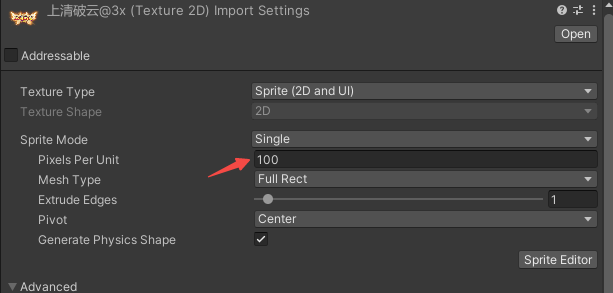 上清破云@3x (Texture 2D) Import Settings
Open
Addressable
Texture Type Sprite (2D and UI)
Texture Shape 2D
Sprite Mode Single
Pixels Per Unit 100
Mesh Type Full Rect
Extrude Edges 1
Pivot Center
Generate Physics Shape
Sprite Editor
Advanced